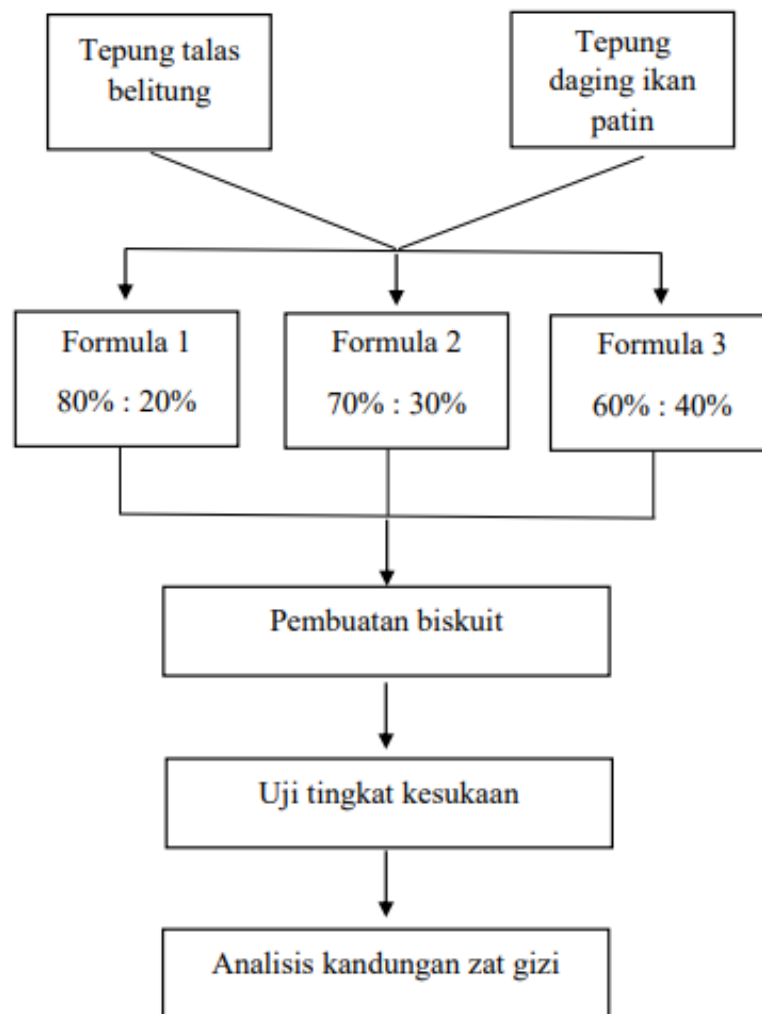 Tepung talas
belitung
Tepung
daging ikan
patin
Formula 1
80% : 20%
Formula 2
70% : 30%
Formula 3
60% : 40%
Pembuatan biskuit
Uji tingkat kesukaan
Analisis kandungan zat gizi